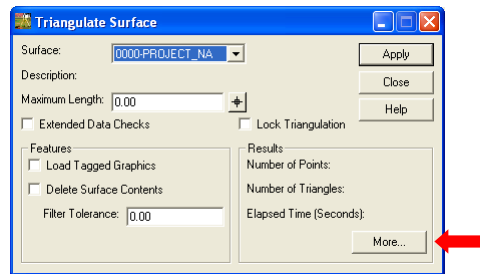 Triangulate Surface
Surface: 0000-PROJECT_NA Apply
Description: Close
Maximum Length: 0.00 Help
Extended Data Checks Lock Triangulation
Features Results
Load Tagged Graphics Number of Points:
Delete Surface Contents Number of Triangles:
Filter Tolerance: 0.00 Elapsed Time (Seconds):
More...